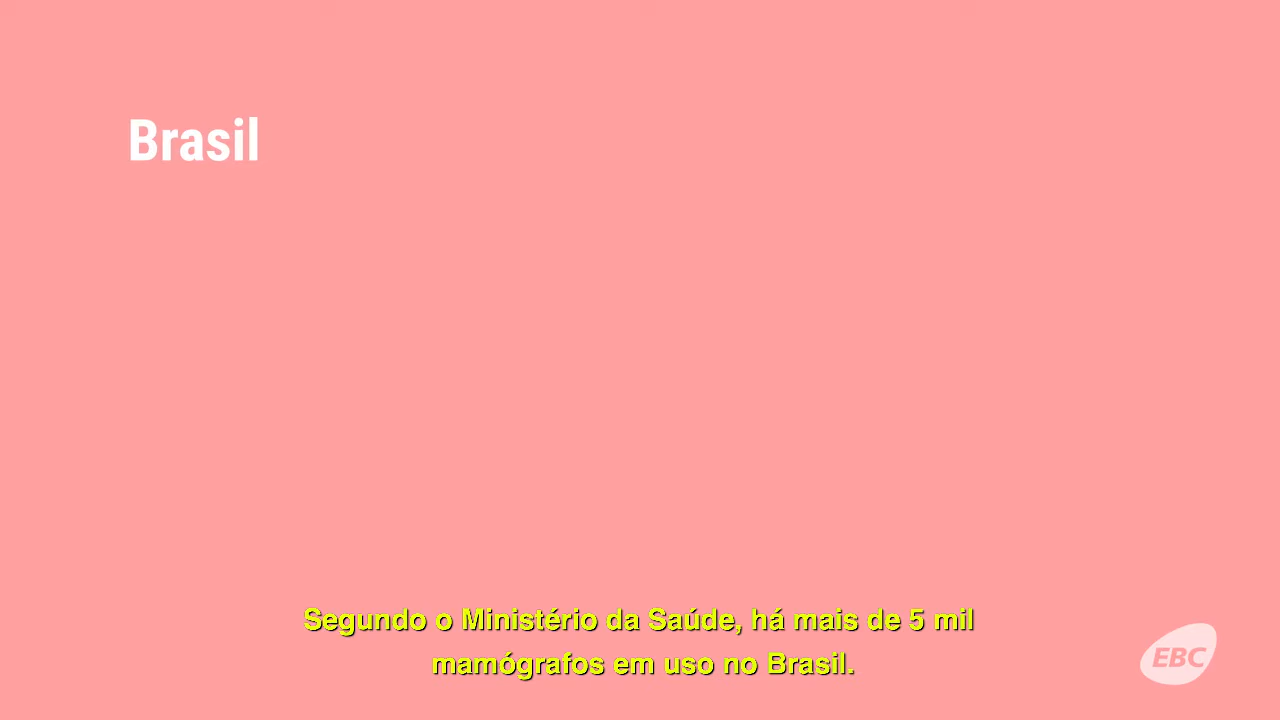 Brasil
Segundo o Ministério da Saúde, há mais de 5 mil
mamógrafos em uso no Brasil.
EBC